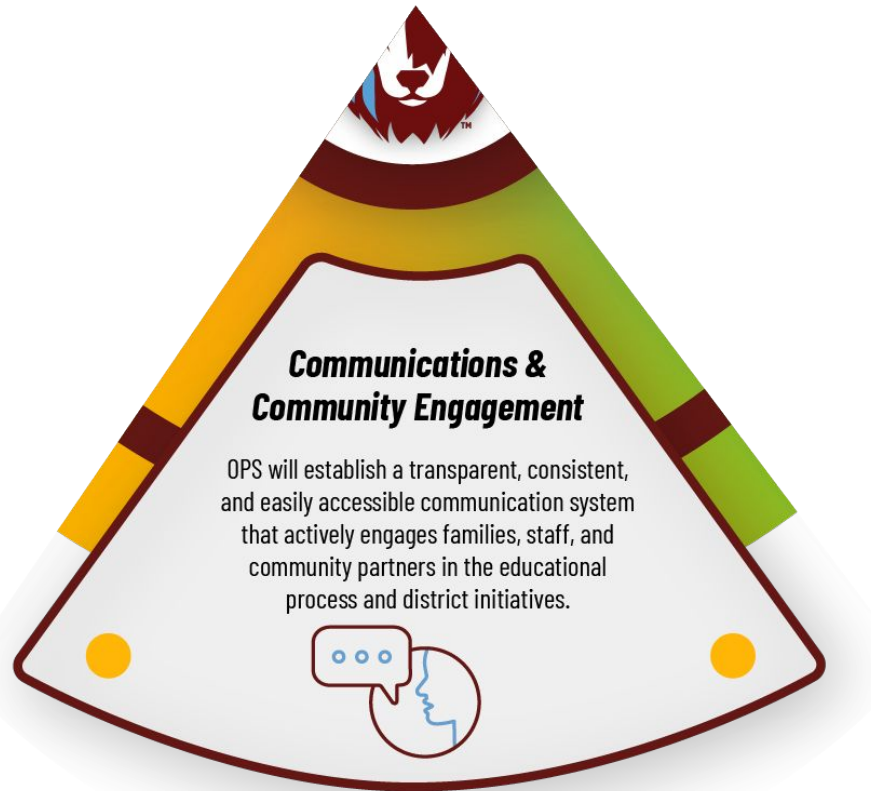 TM
Communications &
Community Engagement
OPS will establish a transparent, consistent,
and easily accessible communication system
that actively engages families, staff, and
community partners in the educational
process and district initiatives.